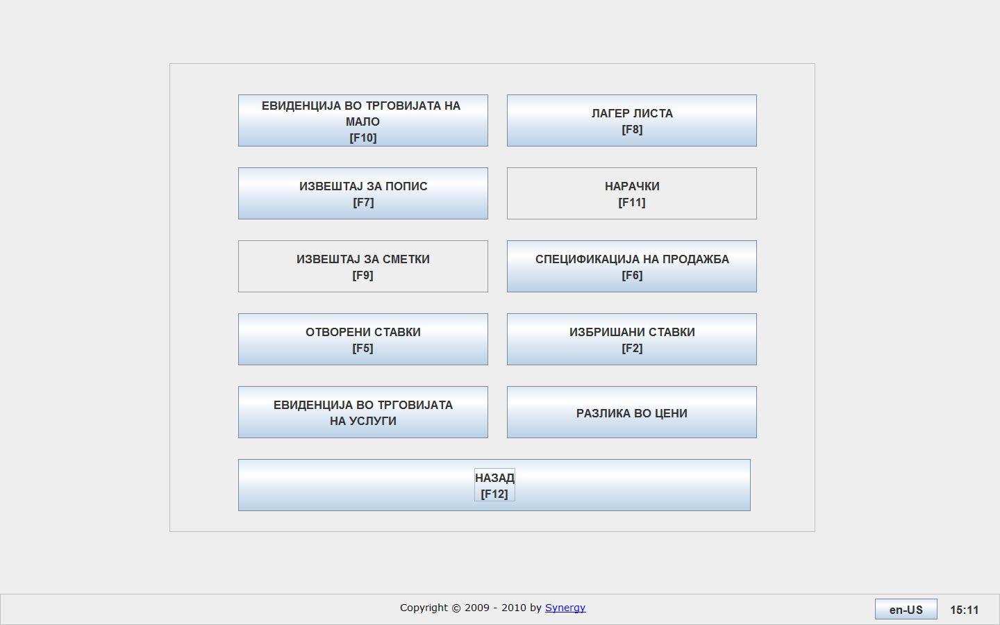 ЕВИДЕНЦИЈА ВО ТРГОВИЈАТА НА
МАЛО
[F10]
ЛАГЕР ЛИСТА
[F8]
ИЗВЕШТАЈ ЗА ПОПИС
[F7]
НАРАЧКИ
[F11]
ИЗВЕШТАЈ ЗА СМЕТКИ
[F9]
СПЕЦИФИКАЦИЈА НА ПРОДАЖБА
[F6]
ОТВОРЕНИ СТАВКИ
[F5]
ИЗБРИШАНИ СТАВКИ
[F2]
ЕВИДЕНЦИЈА ВО ТРГОВИЈАТА
НА УСЛУГИ
РАЗЛИКА ВО ЦЕНИ
НАЗАД
[F12]
Copyright © 2009 - 2010 by Synergy
en-US
15:11